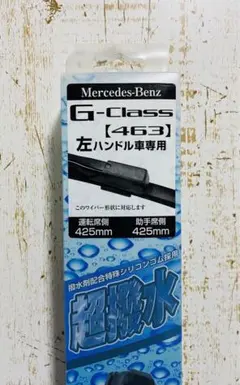 Mercedes-Benz
G-Class
【463】
左ハンドル車専用
このワイパー形状に対応します
運転席側 助手席側
425mm 425mm
撥水剤配合特殊シリコンゴム採用
超撥水